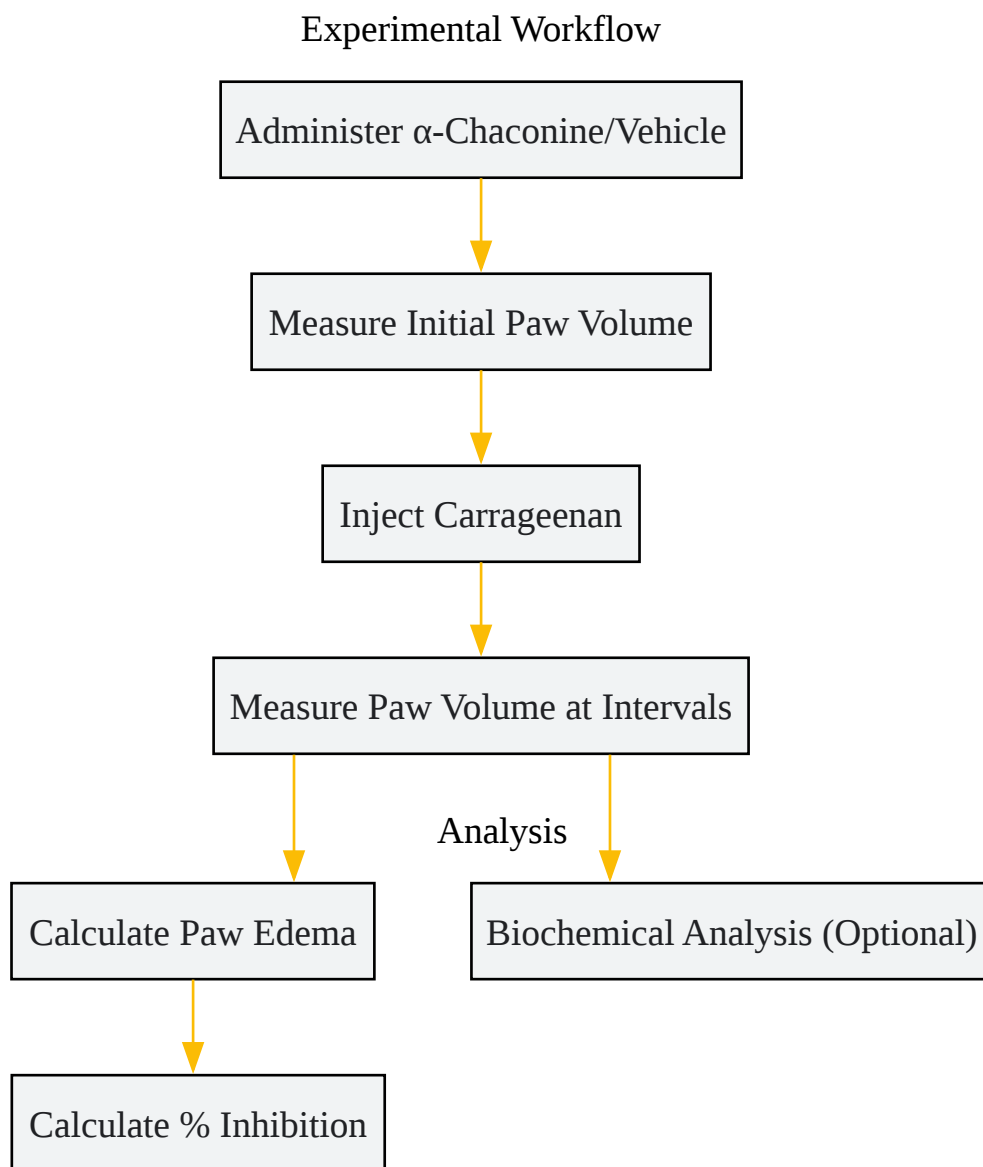 Experimental Workflow
Administer α-Chaconine/Vehicle
Measure Initial Paw Volume
Inject Carrageenan
Measure Paw Volume at Intervals
Analysis
Calculate Paw Edema
Biochemical Analysis (Optional)
Calculate % Inhibition